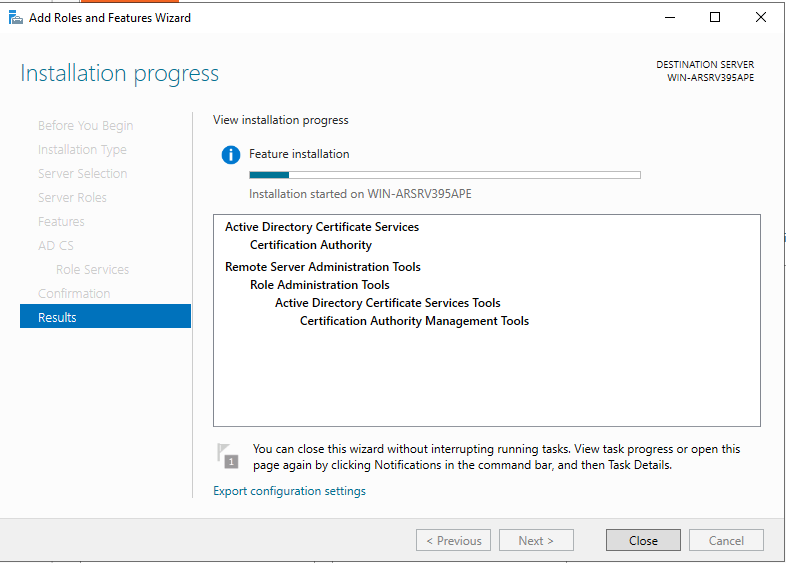 Add Roles and Features Wizard
Installation progress
DESTINATION SERVER
WIN-ARSRV395APE
Before You Begin
Installation Type
Server Selection
Server Roles
Features
AD CS
Role Services
Confirmation
Results
View installation progress
Feature installation
Installation started on WIN-ARSRV395APE
Active Directory Certificate Services
Certification Authority
Remote Server Administration Tools
Role Administration Tools
Active Directory Certificate Services Tools
Certification Authority Management Tools
1
You can close this wizard without interrupting running tasks. View task progress or open this
page again by clicking Notifications in the command bar, and then Task Details.
Export configuration settings
< Previous
Next >
Close
Cancel